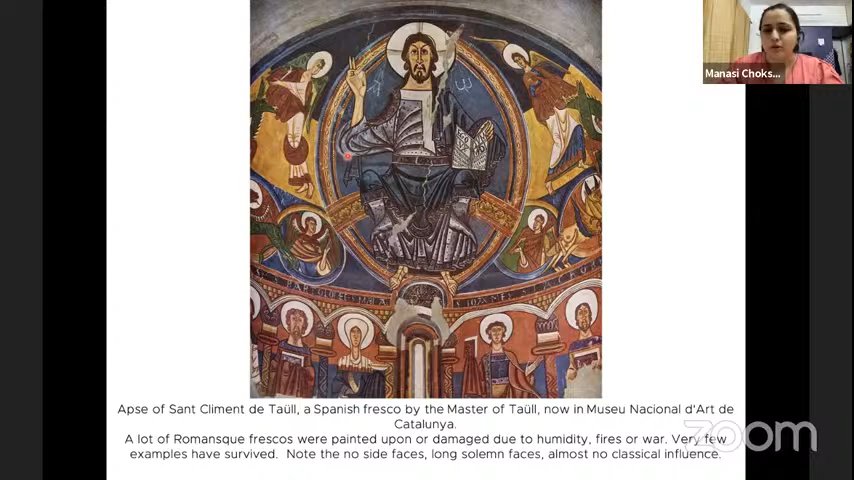 Manasi Choks...
S BARTOLOMEUS
Apse of Sant Climent de Taüll, a Spanish fresco by the Master of Taüll, now in Museu Nacional d'Art de
Catalunya.
A lot of Romansque frescos were painted upon or damaged due to humidity, fires or war. Very few
examples have survived.  Note the no side faces, long solemn faces, almost no classical influence.
zoom